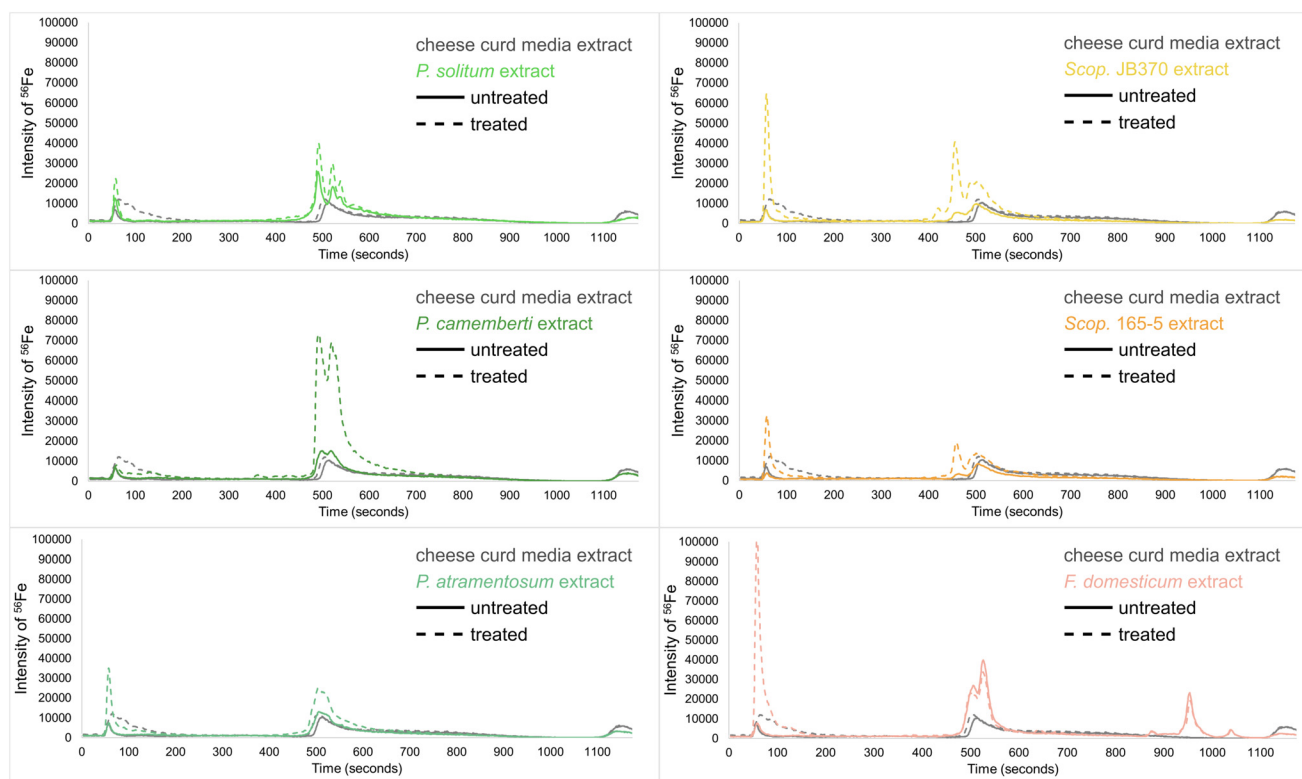 100000
90000
80000
70000
60000
50000
40000
30000
20000
10000
0
Intensity of ⁵⁶Fe
cheese curd media extract
P. solitum extract
untreated
treated
0 100 200 300 400 500 600 700 800 900 1000 1100
Time (seconds)
100000
90000
80000
70000
60000
50000
40000
30000
20000
10000
0
Intensity of ⁵⁶Fe
cheese curd media extract
Scop. JB370 extract
untreated
treated
0 100 200 300 400 500 600 700 800 900 1000 1100
Time (seconds)
100000
90000
80000
70000
60000
50000
40000
30000
20000
10000
0
Intensity of ⁵⁶Fe
cheese curd media extract
P. camemberti extract
untreated
treated
0 100 200 300 400 500 600 700 800 900 1000 1100
Time (seconds)
100000
90000
80000
70000
60000
50000
40000
30000
20000
10000
0
Intensity of ⁵⁶Fe
cheese curd media extract
Scop. 165-5 extract
untreated
treated
0 100 200 300 400 500 600 700 800 900 1000 1100
Time (seconds)
100000
90000
80000
70000
60000
50000
40000
30000
20000
10000
0
Intensity of ⁵⁶Fe
cheese curd media extract
P. atramentosum extract
untreated
treated
0 100 200 300 400 500 600 700 800 900 1000 1100
Time (seconds)
100000
90000
80000
70000
60000
50000
40000
30000
20000
10000
0
Intensity of ⁵⁶Fe
cheese curd media extract
F. domesticum extract
untreated
treated
0 100 200 300 400 500 600 700 800 900 1000 1100
Time (seconds)